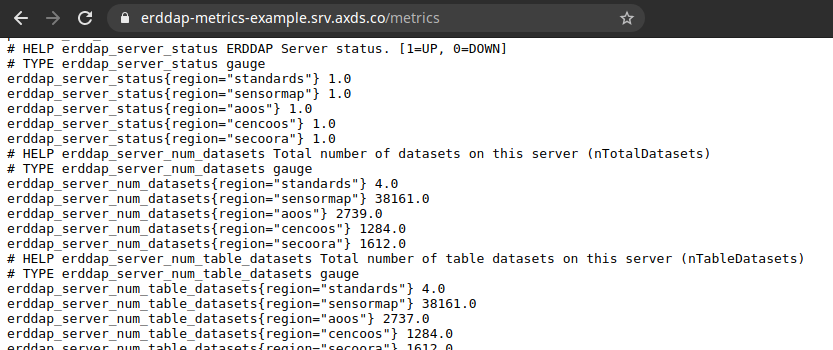 erddap-metrics-example.srv.axds.co/metrics
# HELP erddap_server_status ERDDAP Server status. [1=UP, 0=DOWN]
# TYPE erddap_server_status gauge
erddap_server_status{region="standards"} 1.0
erddap_server_status{region="sensormap"} 1.0
erddap_server_status{region="aoos"} 1.0
erddap_server_status{region="cencoos"} 1.0
erddap_server_status{region="secoora"} 1.0
# HELP erddap_server_num_datasets Total number of datasets on this server (nTotalDatasets)
# TYPE erddap_server_num_datasets gauge
erddap_server_num_datasets{region="standards"} 4.0
erddap_server_num_datasets{region="sensormap"} 38161.0
erddap_server_num_datasets{region="aoos"} 2739.0
erddap_server_num_datasets{region="cencoos"} 1284.0
erddap_server_num_datasets{region="secoora"} 1612.0
# HELP erddap_server_num_table_datasets Total number of table datasets on this server (nTableDatasets)
# TYPE erddap_server_num_table_datasets gauge
erddap_server_num_table_datasets{region="standards"} 4.0
erddap_server_num_table_datasets{region="sensormap"} 38161.0
erddap_server_num_table_datasets{region="aoos"} 2737.0
erddap_server_num_table_datasets{region="cencoos"} 1284.0
erddap_server_num_table_datasets{region="secoora"} 1612.0